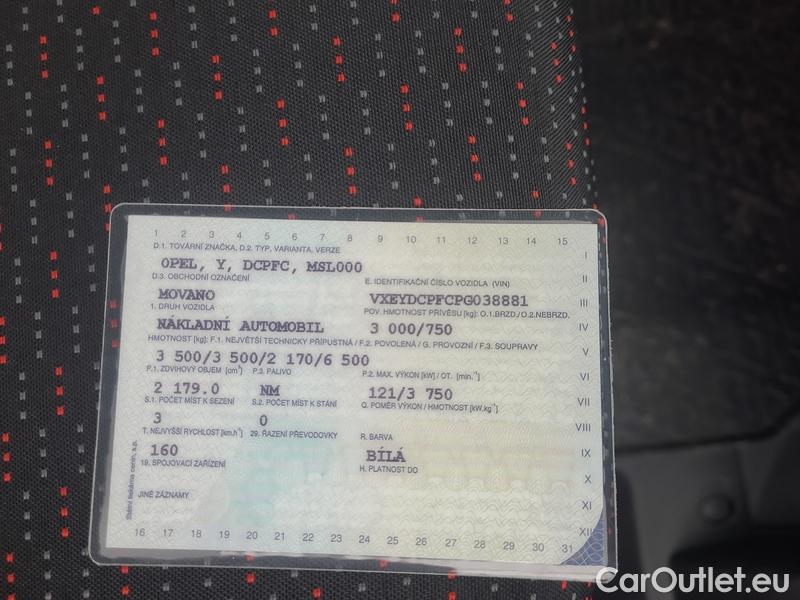 1 2 3 4 5 6 7 8 9 10 11 12 13 14 15
D.1. TOVÁRNÍ ZNAČKA, D.2. TYP, VARIANTA, VERZE
OPEL, Y, DCPFC, MSL000
I
D.3. OBCHODNÍ OZNAČENÍ E. IDENTIFIKAČNÍ ČÍSLO VOZIDLA (VIN)
II
MOVANO VXEYDCPFCPG038881
III
1. DRUH VOZIDLA POV. HMOTNOST PŘÍVĚSU [kg]: O.1.BRZD./O.2.NEBRZD.
NÁKLADNÍ AUTOMOBIL 3 000/750
IV
HMOTNOST [kg]: F.1. NEJVĚTŠÍ TECHNICKY PŘÍPUSTNÁ / F.2. POVOLENÁ / G. PROVOZNÍ / F.3. SOUPRAVY
V
3 500/3 500/2 170/6 500
P.1. ZDVIHOVÝ OBJEM [cm³] P.3. PALIVO P.2. MAX. VÝKON [kW] / OT. [min.⁻¹]
VI
2 179.0 NM 121/3 750
S.1. POČET MÍST K SEZENÍ S.2. POČET MÍST K STÁNÍ Q. POMĚR VÝKON / HMOTNOST [kW.kg⁻¹]
VII
3 0
VIII
T. NEJVYŠŠÍ RYCHLOST [km.h⁻¹] 29. ŘAZENÍ PŘEVODOVKY R. BARVA
160 BÍLÁ
IX
19. SPOJOVACÍ ZAŘÍZENÍ H. PLATNOST DO
X
JINÉ ZÁZNAMY
XI
XII
Státní tiskárna cenin, s.p.
16 17 18 19 20 21 22 23 24 25 26 27 28 29 30 31
CarOutlet.eu